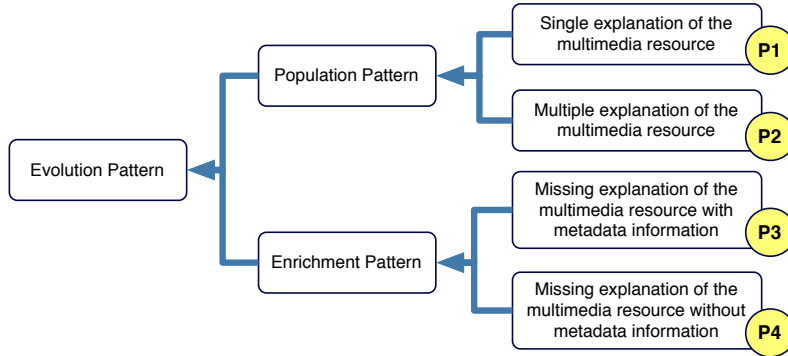 Single explanation of the
multimedia resource
P1
Population Pattern
Multiple explanation of the
multimedia resource
P2
Evolution Pattern
Missing explanation of the
multimedia resource with
metadata information
P3
Enrichment Pattern
Missing explanation of the
multimedia resource without
metadata information
P4